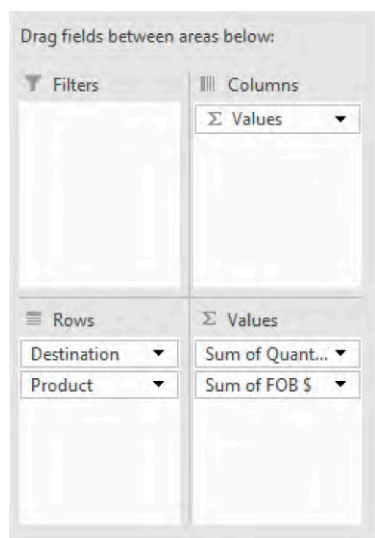 Drag fields between areas below:
Filters
Columns
Σ Values
Rows
Σ Values
Destination
Sum of Quant...
Product
Sum of FOB $